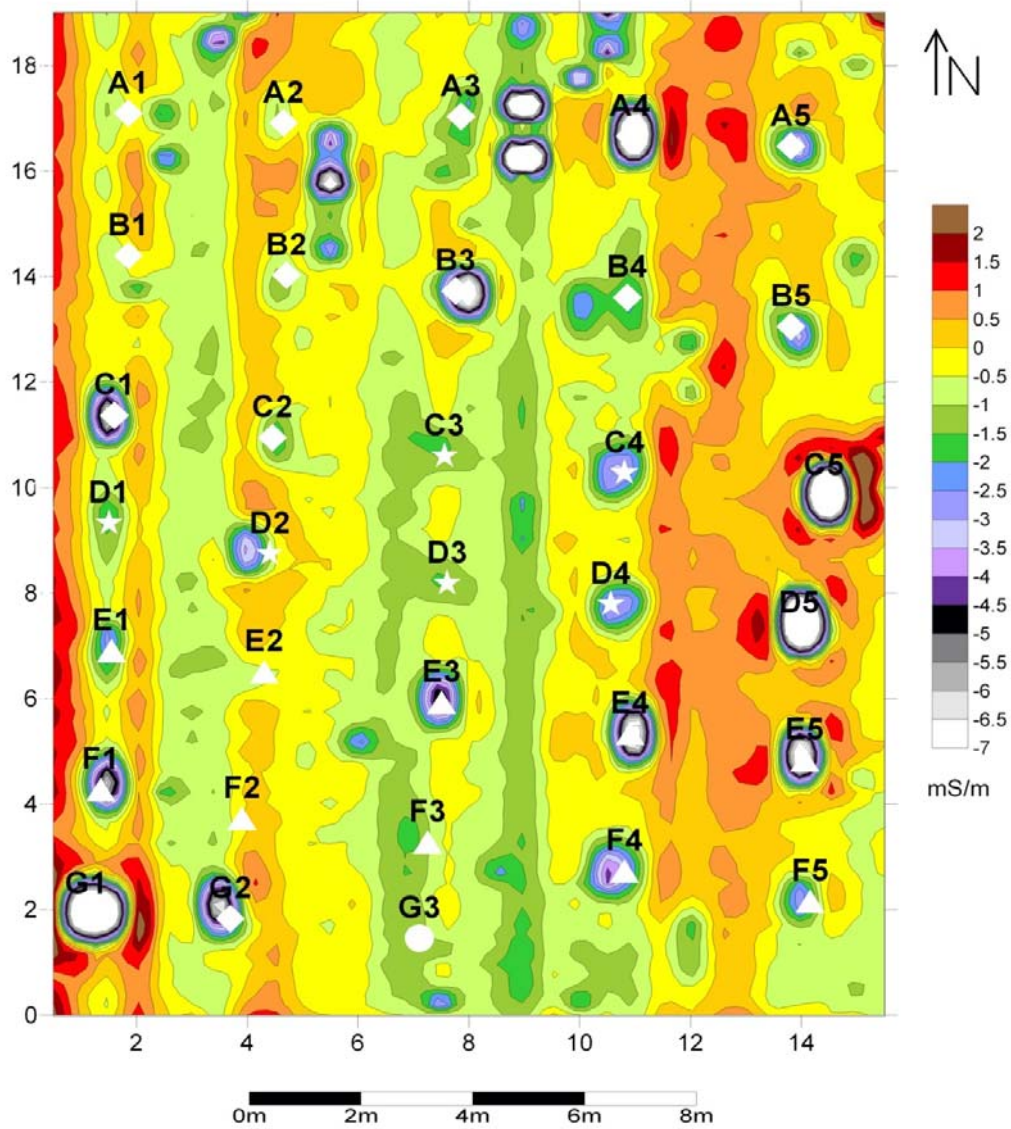 N
18
16
14
12
10
8
6
4
2
0
A1 A2 A3 A4 A5
B1 B2 B3 B4 B5
C1 C2 C3 C4 C5
D1 D2 D3 D4 D5
E1 E2 E3 E4 E5
F1 F2 F3 F4 F5
G1 G2 G3
2 4 6 8 10 12 14
0m 2m 4m 6m 8m
2
1.5
1
0.5
0
-0.5
-1
-1.5
-2
-2.5
-3
-3.5
-4
-4.5
-5
-5.5
-6
-6.5
-7
mS/m